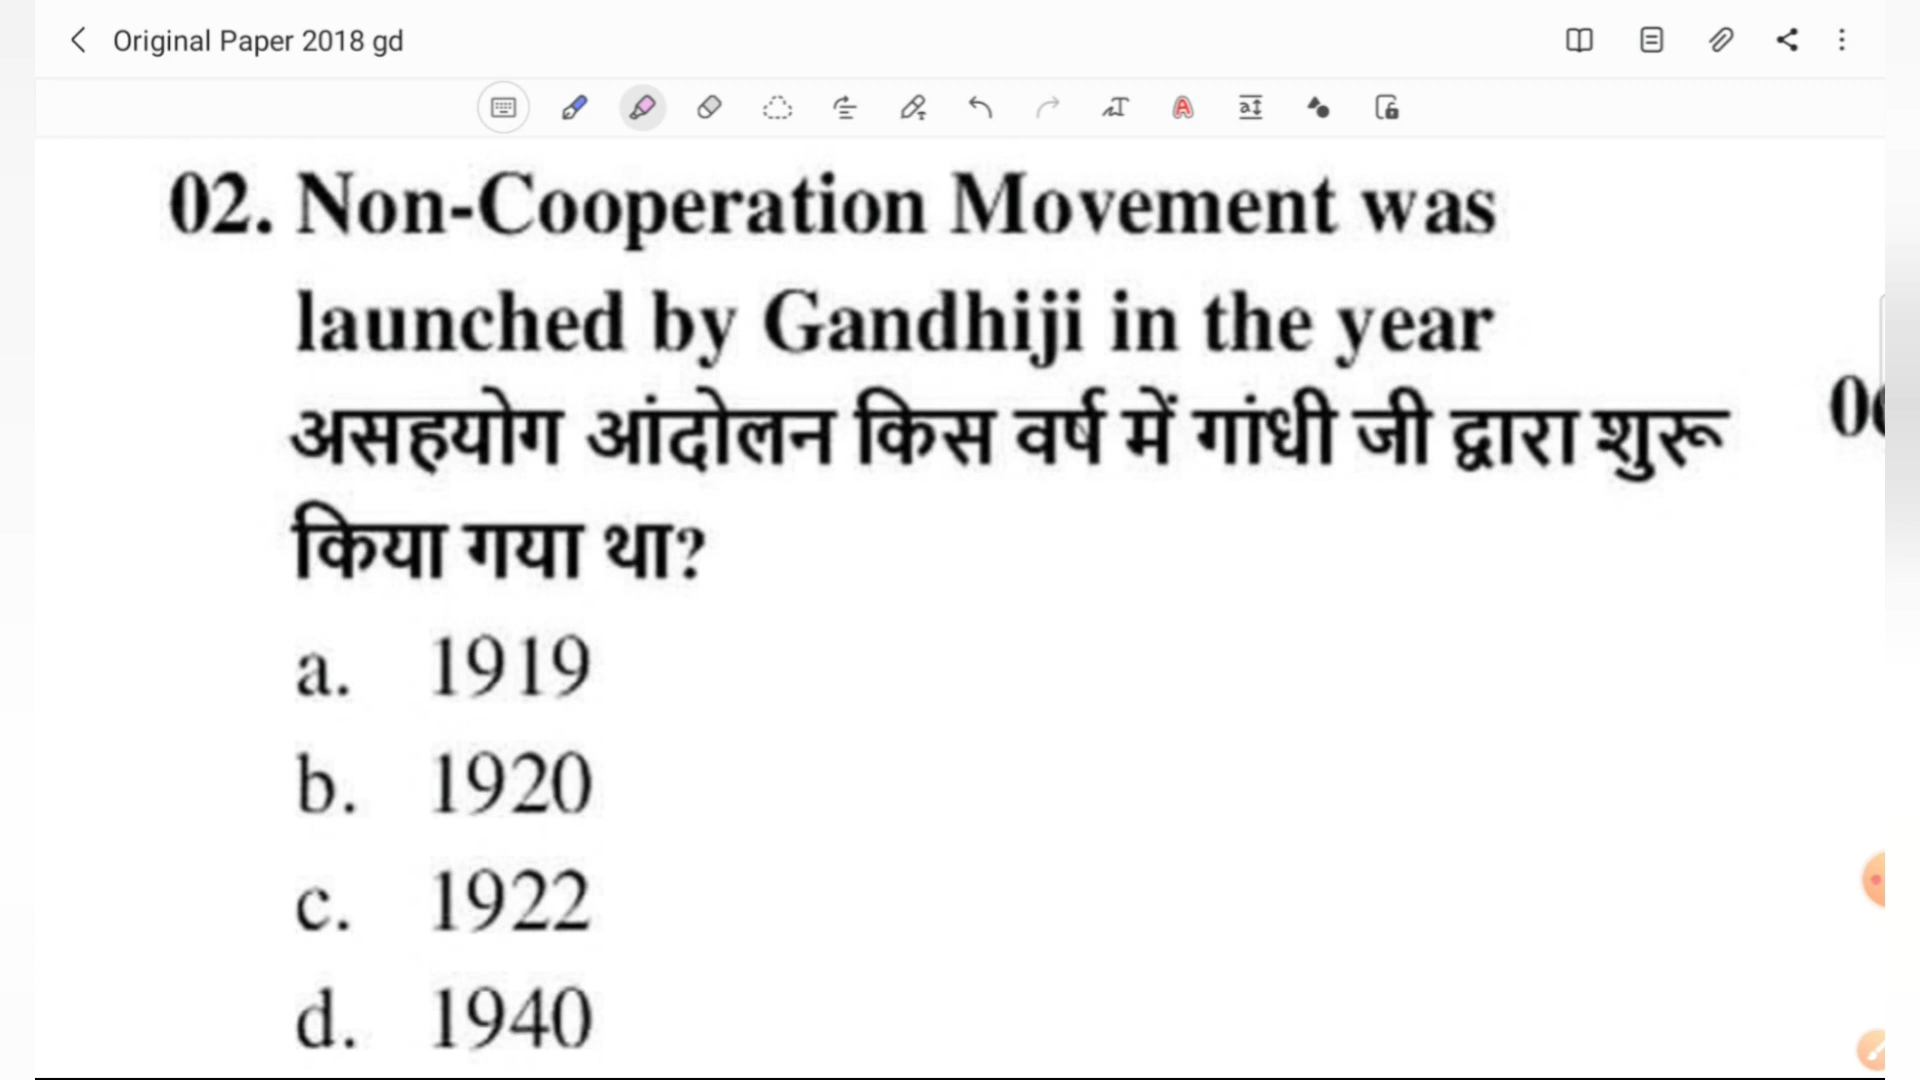 Original Paper 2018 gd
02. Non-Cooperation Movement was
launched by Gandhiji in the year
असहयोग आंदोलन किस वर्ष में गांधी जी द्वारा शुरू
किया गया था?
a. 1919
b. 1920
c. 1922
d. 1940